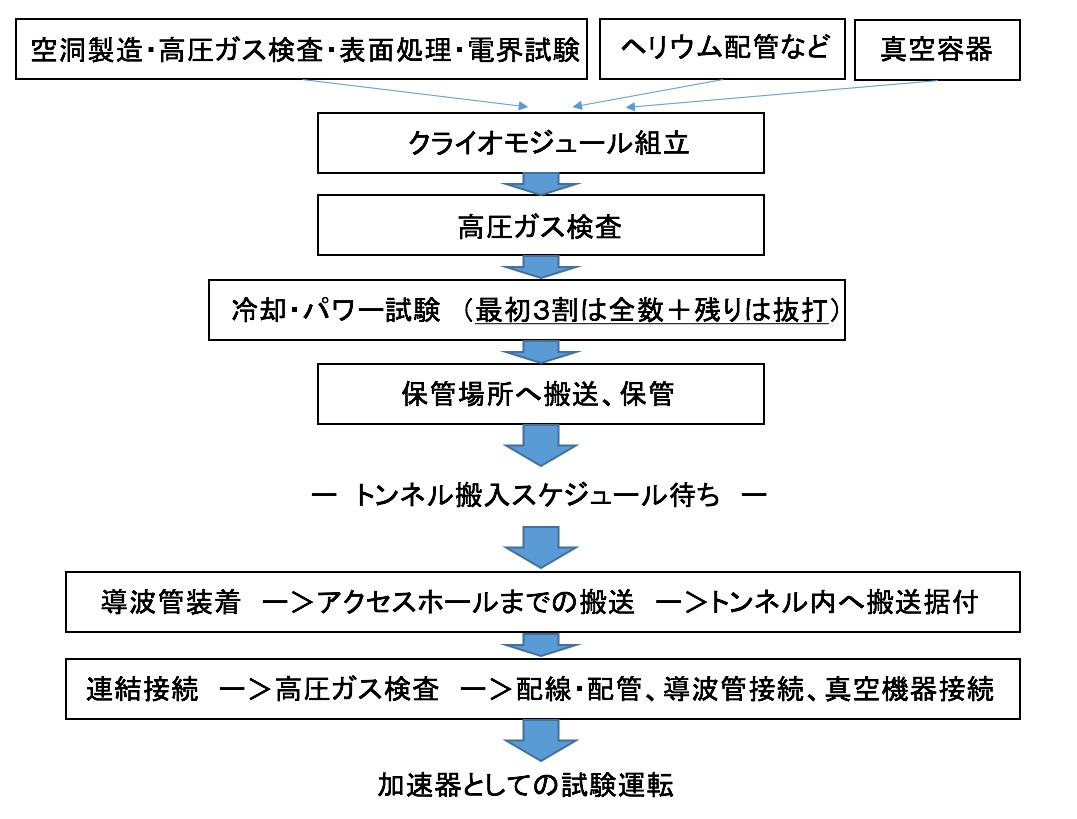 空洞製造・高圧ガス検査・表面処理・電界試験
ヘリウム配管など
真空容器
クライオモジュール組立
高圧ガス検査
冷却・パワー試験 （最初３割は全数＋残りは抜打）
保管場所へ搬送、保管
ー トンネル搬入スケジュール待ち ー
導波管装着 ー＞アクセスホールまでの搬送 ー＞トンネル内へ搬送据付
連結接続 ー＞高圧ガス検査 ー＞配線・配管、導波管接続、真空機器接続
加速器としての試験運転